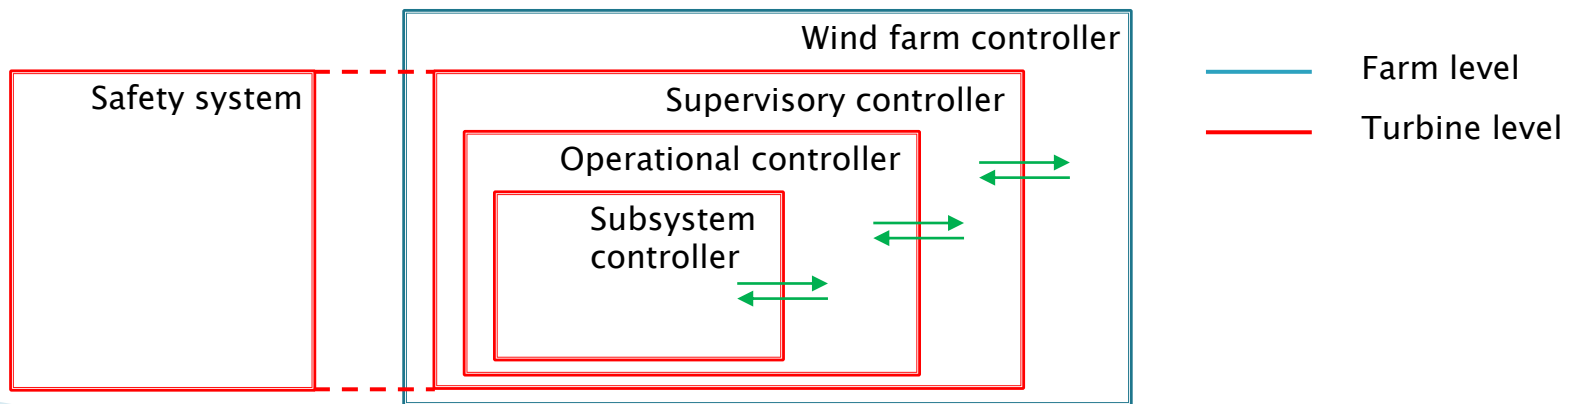 Wind farm controller
Safety system
Supervisory controller
Operational controller
Subsystem
controller
Farm level
Turbine level